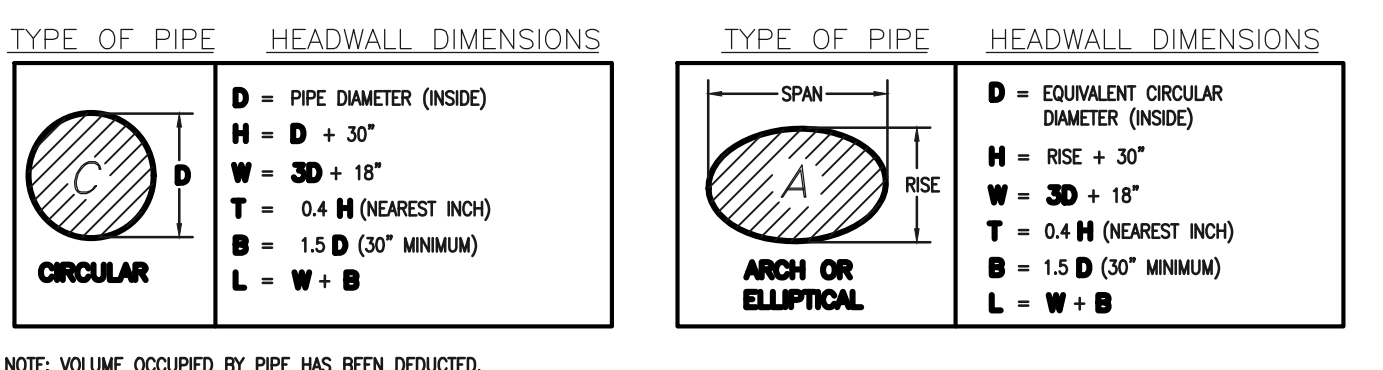 TYPE OF PIPE HEADWALL DIMENSIONS
C
D
CIRCULAR
D = PIPE DIAMETER (INSIDE)
H = D + 30"
W = 3D + 18"
T = 0.4 H (NEAREST INCH)
B = 1.5 D (30" MINIMUM)
L = W + B
TYPE OF PIPE HEADWALL DIMENSIONS
SPAN
A
RISE
ARCH OR
ELLIPTICAL
D = EQUIVALENT CIRCULAR
DIAMETER (INSIDE)
H = RISE + 30"
W = 3D + 18"
T = 0.4 H (NEAREST INCH)
B = 1.5 D (30" MINIMUM)
L = W + B
NOTE: VOLUME OCCUPIED BY PIPE HAS BEEN DEDUCTED.